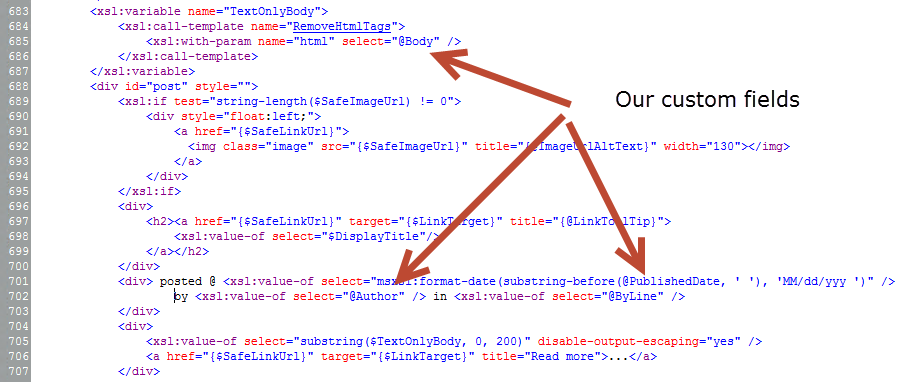 683 <xsl:variable name="TextOnlyBody">
684 <xsl:call-template name="RemoveHtmlTags">
685 <xsl:with-param name="html" select="@Body" />
686 </xsl:call-template>
687 </xsl:variable>
688 <div id="post" style="">
689 <xsl:if test="string-length($SafeImageUrl) != 0">
Our custom fields
690 <div style="float:left;">
691 <a href="{$SafeLinkUrl}">
692 <img class="image" src="{$SafeImageUrl}" title="{@ImageUrlAltText}" width="130"></img>
693 </a>
694 </div>
695 </xsl:if>
696 <div>
697 <h2><a href="{$SafeLinkUrl}" target="{$LinkTarget}" title="{@LinkToolTip}">
698 <xsl:value-of select="$DisplayTitle"/>
699 </a></h2>
700 </div>
701 <div> posted @ <xsl:value-of select="msxsl:format-date(substring-before(@PublishedDate, ' '), 'MM/dd/yyy ')" />
702 by <xsl:value-of select="@Author" /> in <xsl:value-of select="@ByLine" />
703 </div>
704 <div>
705 <xsl:value-of select="substring($TextOnlyBody, 0, 200)" disable-output-escaping="yes" />
706 <a href="{$SafeLinkUrl}" target="{$LinkTarget}" title="Read more">...</a>
707 </div>